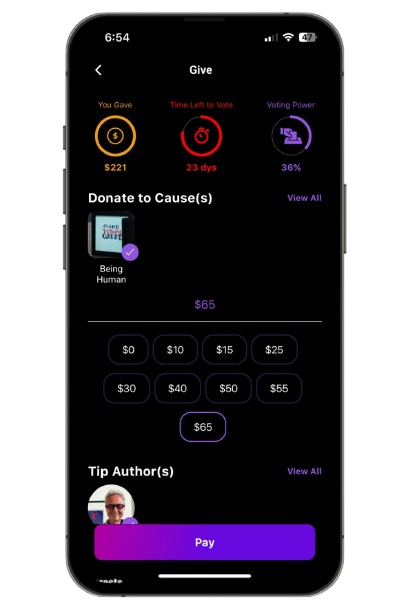 6:54
47
Give
You Gave
Time Left to Vote
Voting Power
$
$221
23 dys
36%
Donate to Cause(s)
View All
Being
Human
$65
$0
$10
$15
$25
$30
$40
$50
$55
$65
Tip Author(s)
View All
Pay